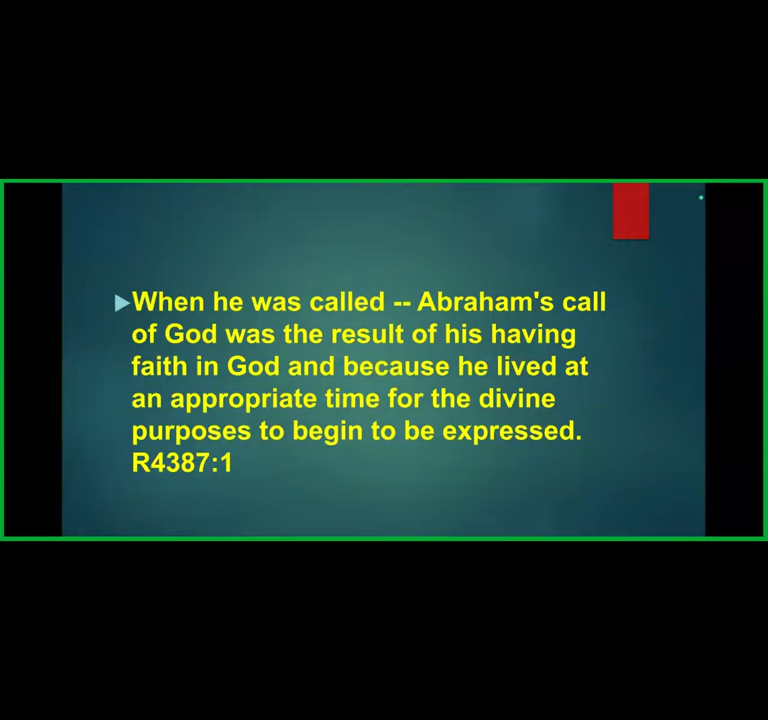 When he was called -- Abraham's call
of God was the result of his having
faith in God and because he lived at
an appropriate time for the divine
purposes to begin to be expressed.
R4387:1